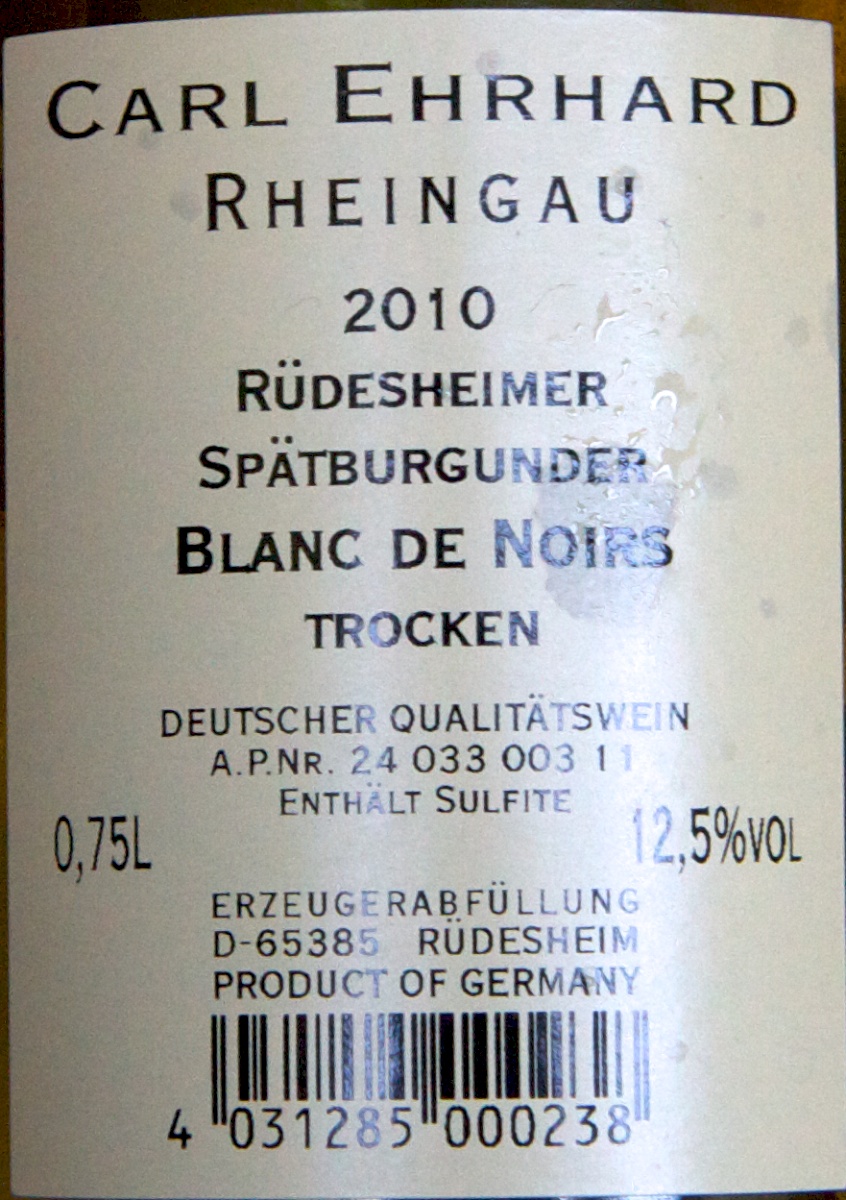 CARL EHRHARD
RHEINGAU
2010
RÜDESHEIMER
SPÄTBURGUNDER
BLANC DE NOIRS
TROCKEN
DEUTSCHER QUALITÄTSWEIN
A.P.NR. 24 033 003 11
ENTHÄLT SULFITE
0,75L 12,5%VOL
ERZEUGERABFÜLLUNG
D-65385 RÜDESHEIM
PRODUCT OF GERMANY
4 031285 000238